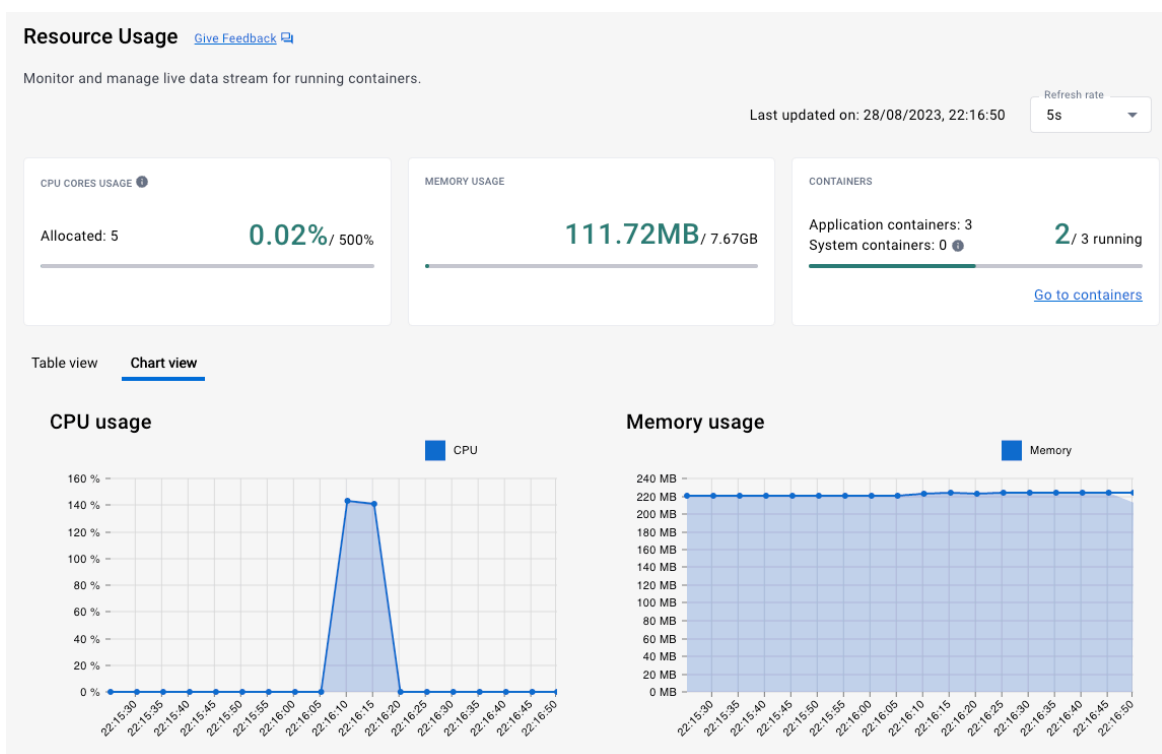 Resource Usage Give Feedback
Monitor and manage live data stream for running containers.
Last updated on: 28/08/2023, 22:16:50
Refresh rate
5s
CPU CORES USAGE
Allocated: 5
0.02% / 500%
MEMORY USAGE
111.72MB / 7.67GB
CONTAINERS
Application containers: 3
System containers: 0
2 / 3 running
Go to containers
Table view Chart view
CPU usage
CPU
160 %
140 %
120 %
100 %
80 %
60 %
40 %
20 %
0 %
22:15:30
22:15:35
22:15:40
22:15:45
22:15:50
22:15:55
22:16:00
22:16:05
22:16:10
22:16:15
22:16:20
22:16:25
22:16:30
22:16:35
22:16:40
22:16:45
22:16:50
Memory usage
Memory
240 MB
220 MB
200 MB
180 MB
160 MB
140 MB
120 MB
100 MB
80 MB
60 MB
40 MB
20 MB
0 MB
22:15:30
22:15:35
22:15:40
22:15:45
22:15:50
22:15:55
22:16:00
22:16:05
22:16:10
22:16:15
22:16:20
22:16:25
22:16:30
22:16:35
22:16:40
22:16:45
22:16:50